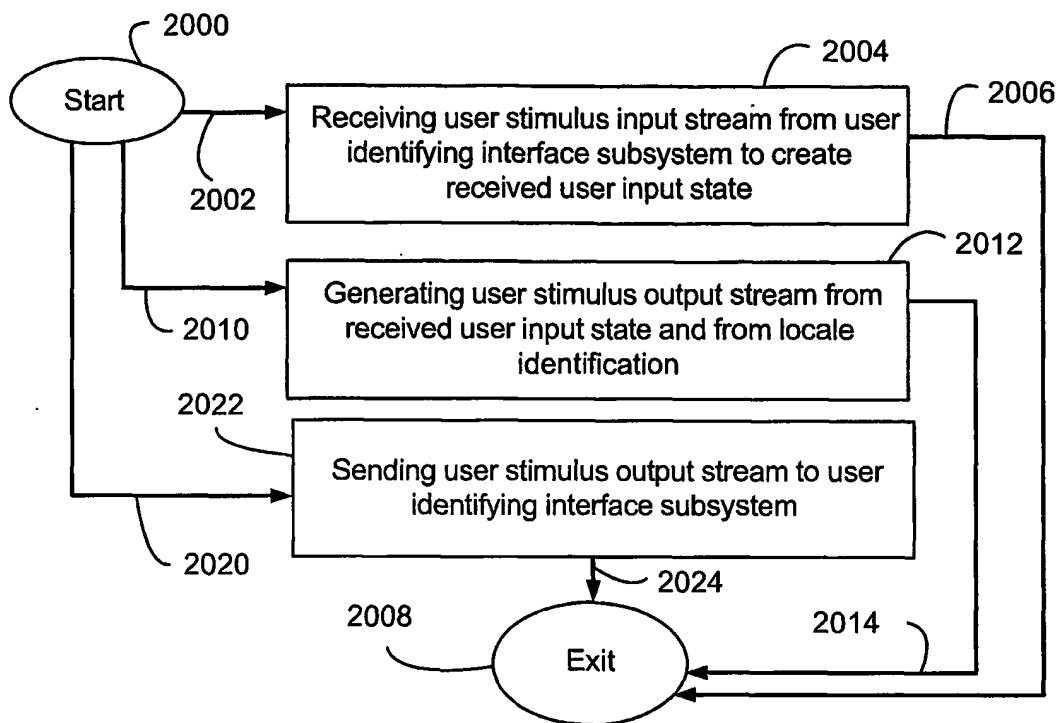 2000
Start
2002
2004
Receiving user stimulus input stream from user
identifying interface subsystem to create
received user input state
2006
2010
2012
Generating user stimulus output stream from
received user input state and from locale
identification
2022
Sending user stimulus output stream to user
identifying interface subsystem
2020
2024
2008
Exit
2014